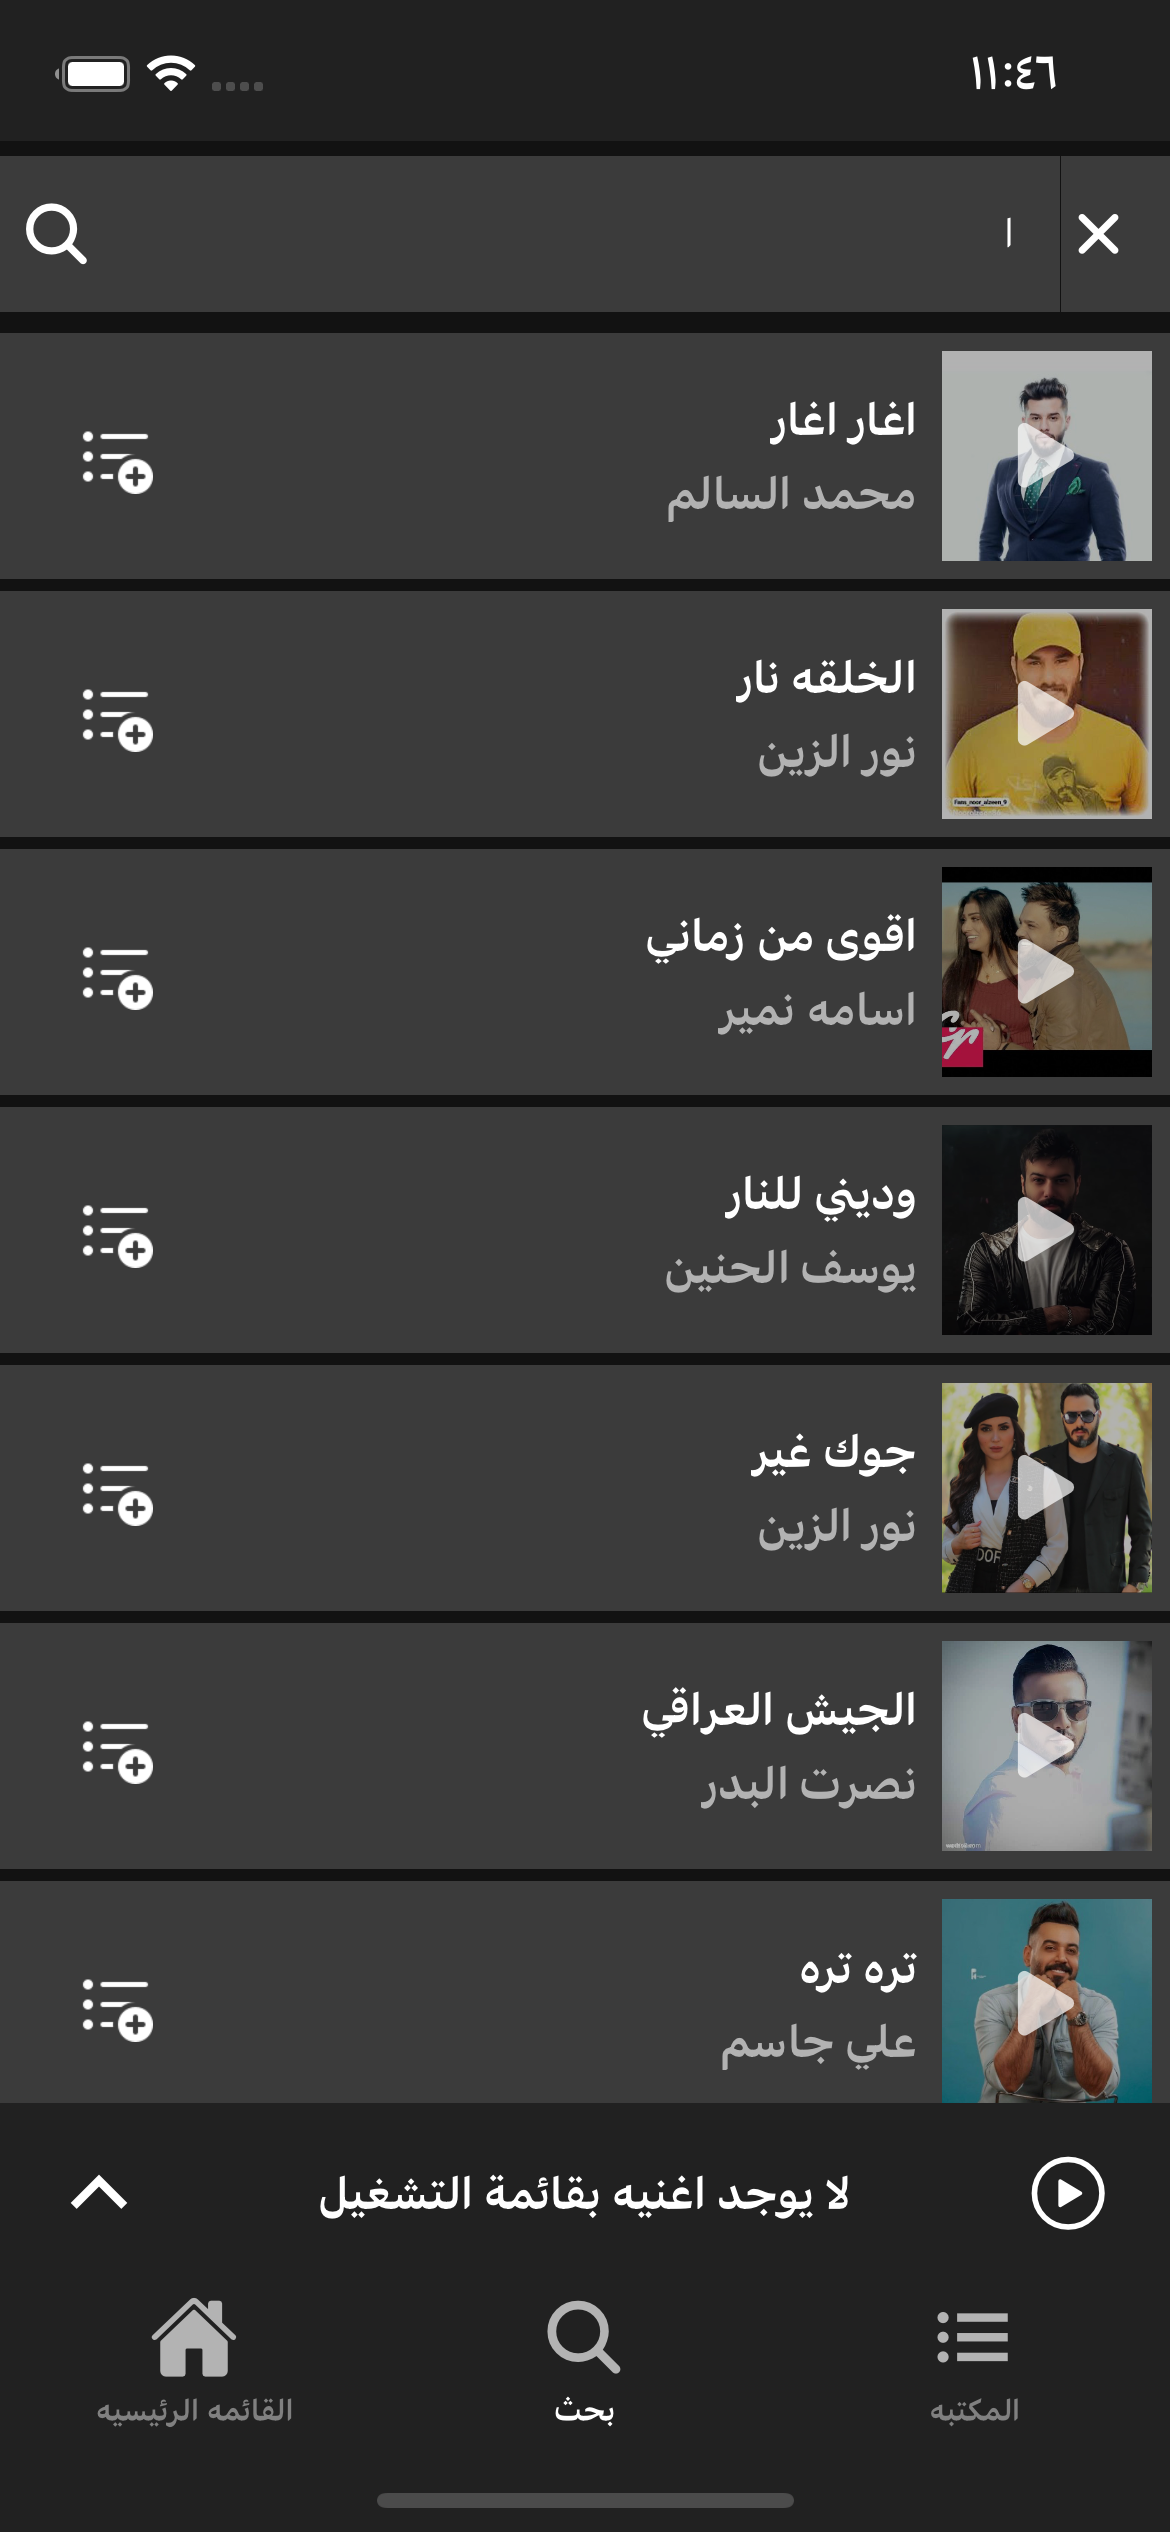 ١١:٤٦
ا
اغار اغار
محمد السالم
الخلقه نار
نور الزين
اقوى من زماني
اسامه نمير
وديني للنار
يوسف الحنين
جوك غير
نور الزين
الجيش العراقي
نصرت البدر
تره تره
علي جاسم
لا يوجد اغنيه بقائمة التشغيل
المكتبه
بحث
القائمه الرئيسيه